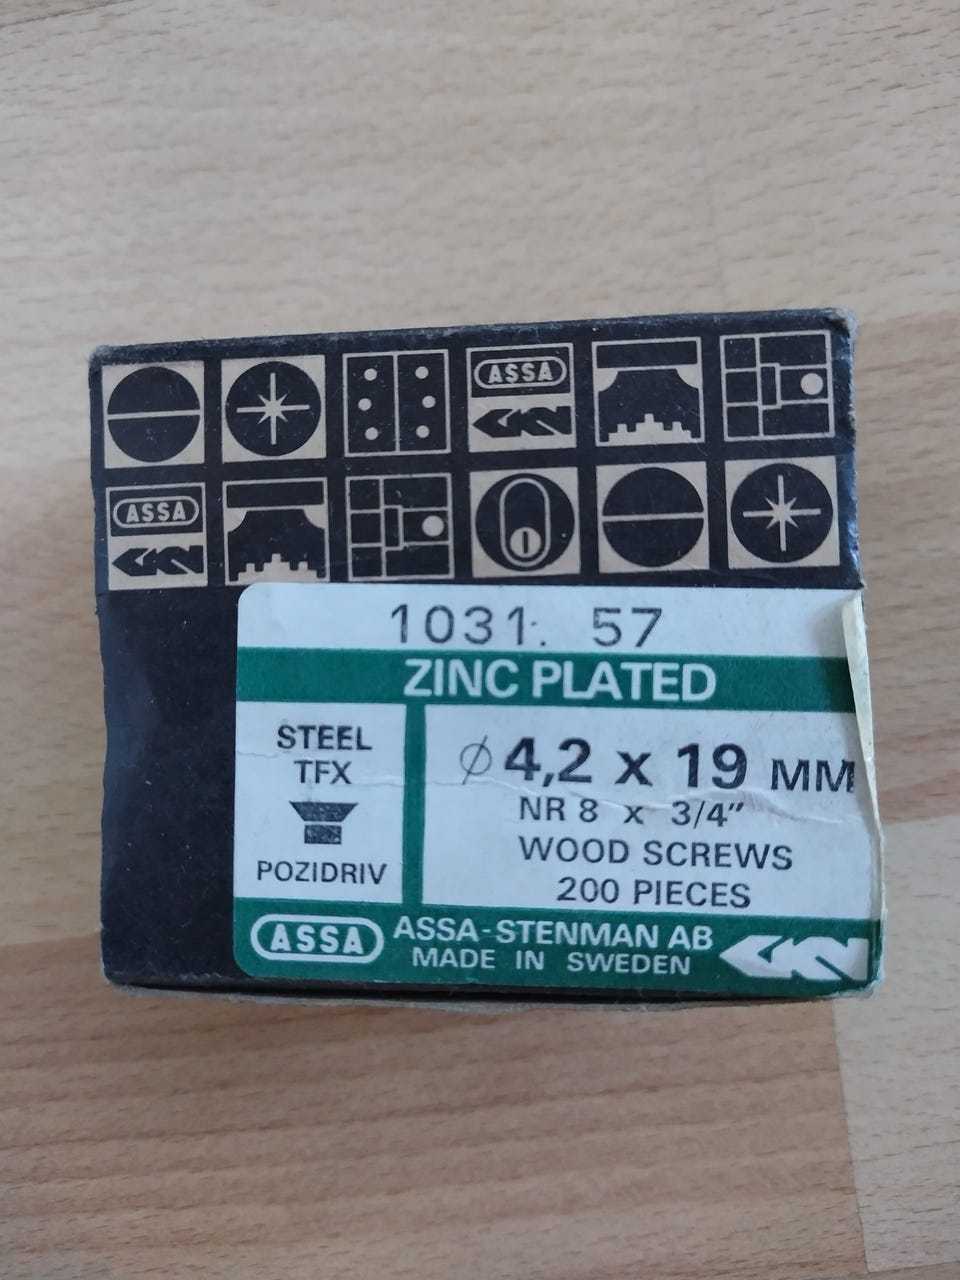 ASSA
ASSA
1031. 57
ZINC PLATED
STEEL
TFX
POZIDRIV
Ø 4,2 x 19 MM
NR 8 x 3/4"
WOOD SCREWS
200 PIECES
ASSA ASSA-STENMAN AB
MADE IN SWEDEN